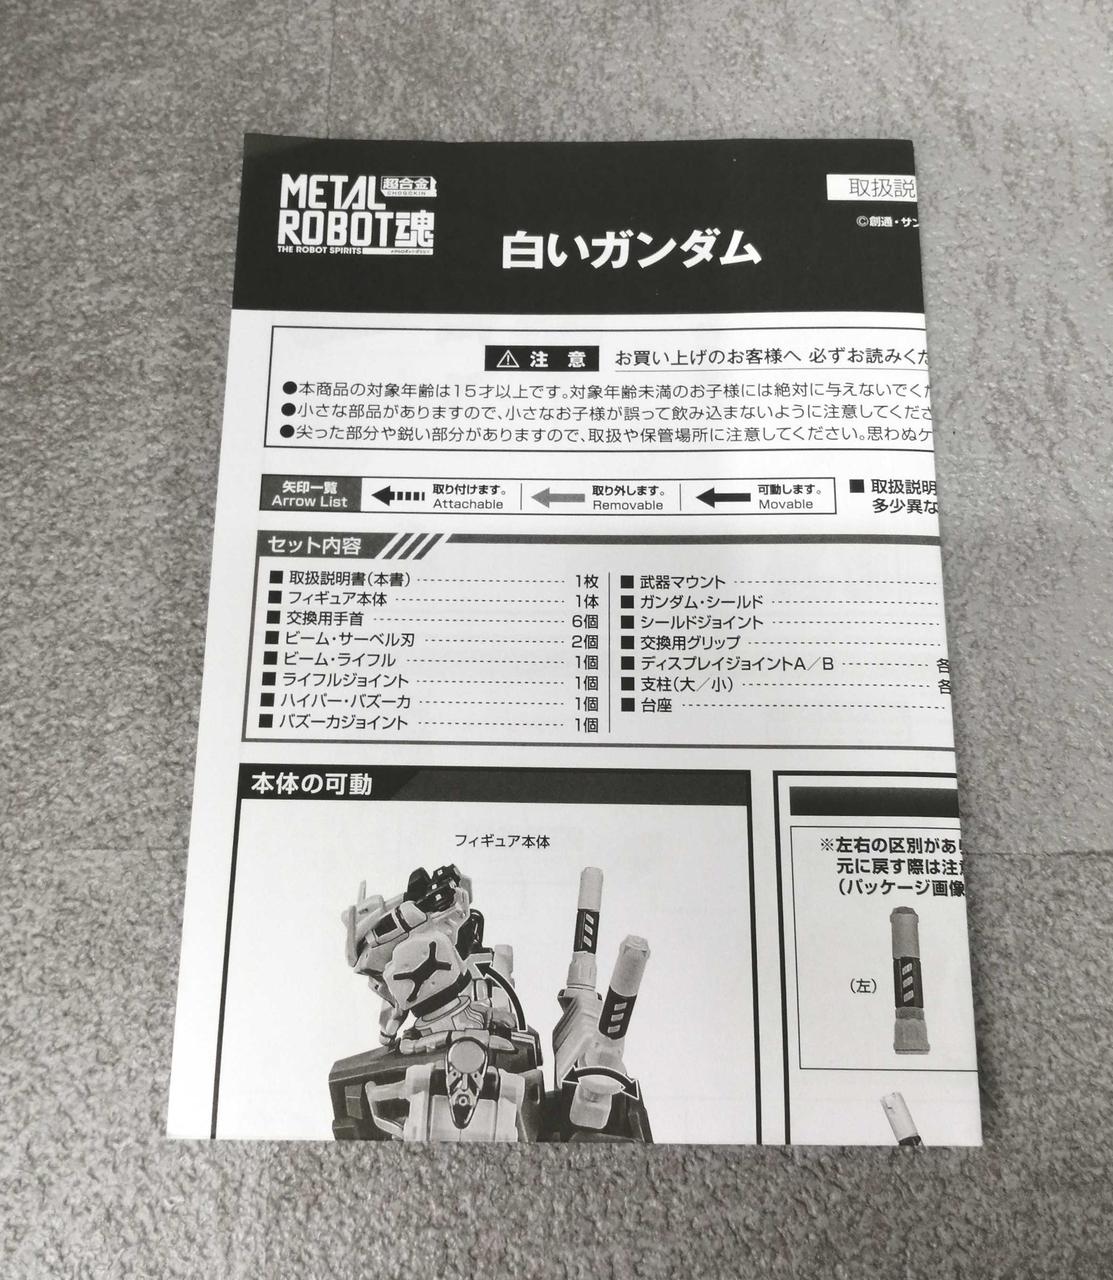 METAL 超合金
CHOGOKIN
ROBOT魂
THE ROBOT SPIRITS
白いガンダム
取扱説
©創通・サン
注 意 お買い上げのお客様へ 必ずお読みくだ
●本商品の対象年齢は15才以上です。対象年齢未満のお子様には絶対に与えないでくだ
●小さな部品がありますので、小さなお子様が誤って飲み込まないように注意してくださ
●尖った部分や鋭い部分がありますので、取扱や保管場所に注意してください。思わぬケ
矢印一覧
Arrow List
取り付けます。
Attachable
取り外します。
Removable
可動します。
Movable
■ 取扱説明
多少異な
セット内容
■ 取扱説明書(本書) 1枚
■ フィギュア本体 1体
■ 交換用手首 6個
■ ビーム・サーベル刃 2個
■ ビーム・ライフル 1個
■ ライフルジョイント 1個
■ ハイパー・バズーカ 1個
■ バズーカジョイント 1個
■ 武器マウント
■ ガンダム・シールド
■ シールドジョイント
■ 交換用グリップ
■ ディスプレイジョイントA/B 各
■ 支柱(大/小) 各
■ 台座
本体の可動
フィギュア本体
※左右の区別があり
元に戻す際は注意
(パッケージ画像
(左)